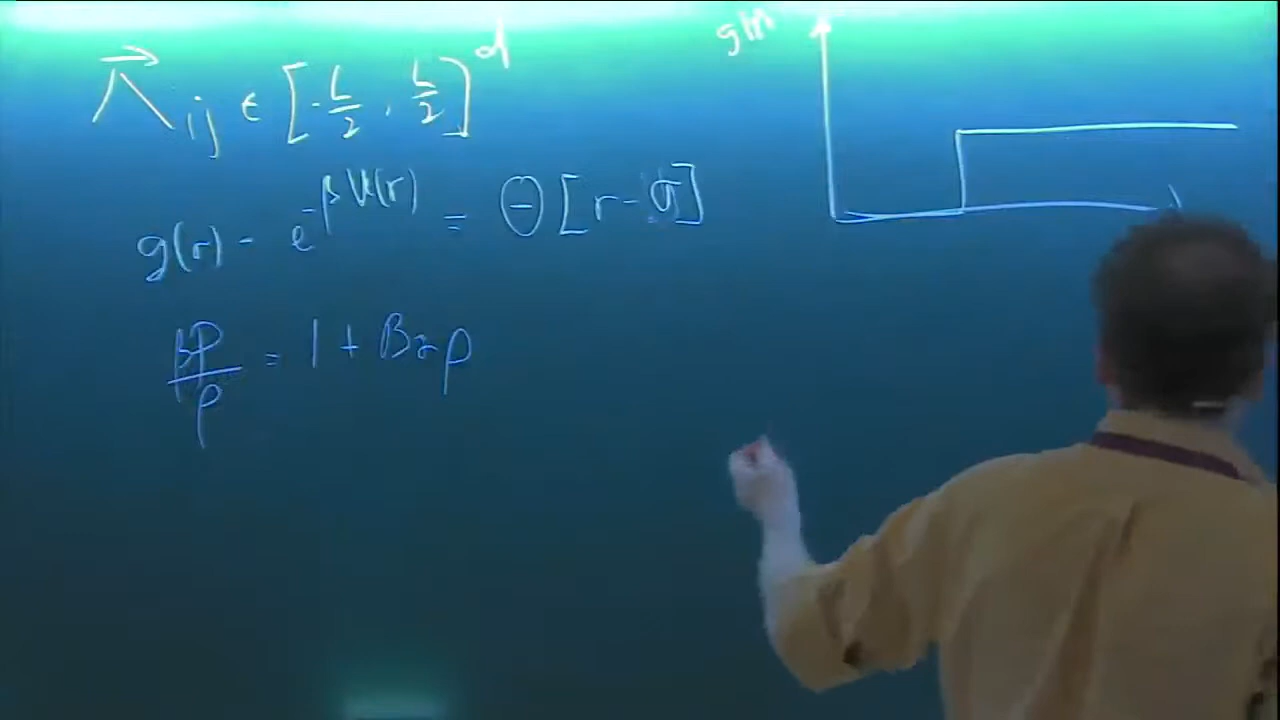 →Λ ij ∈ [-L/2, L/2]^d
g(r)
g(r) - e^{-βV(r)} = Θ[r-σ]
βP/ρ = 1 + B₂ρ